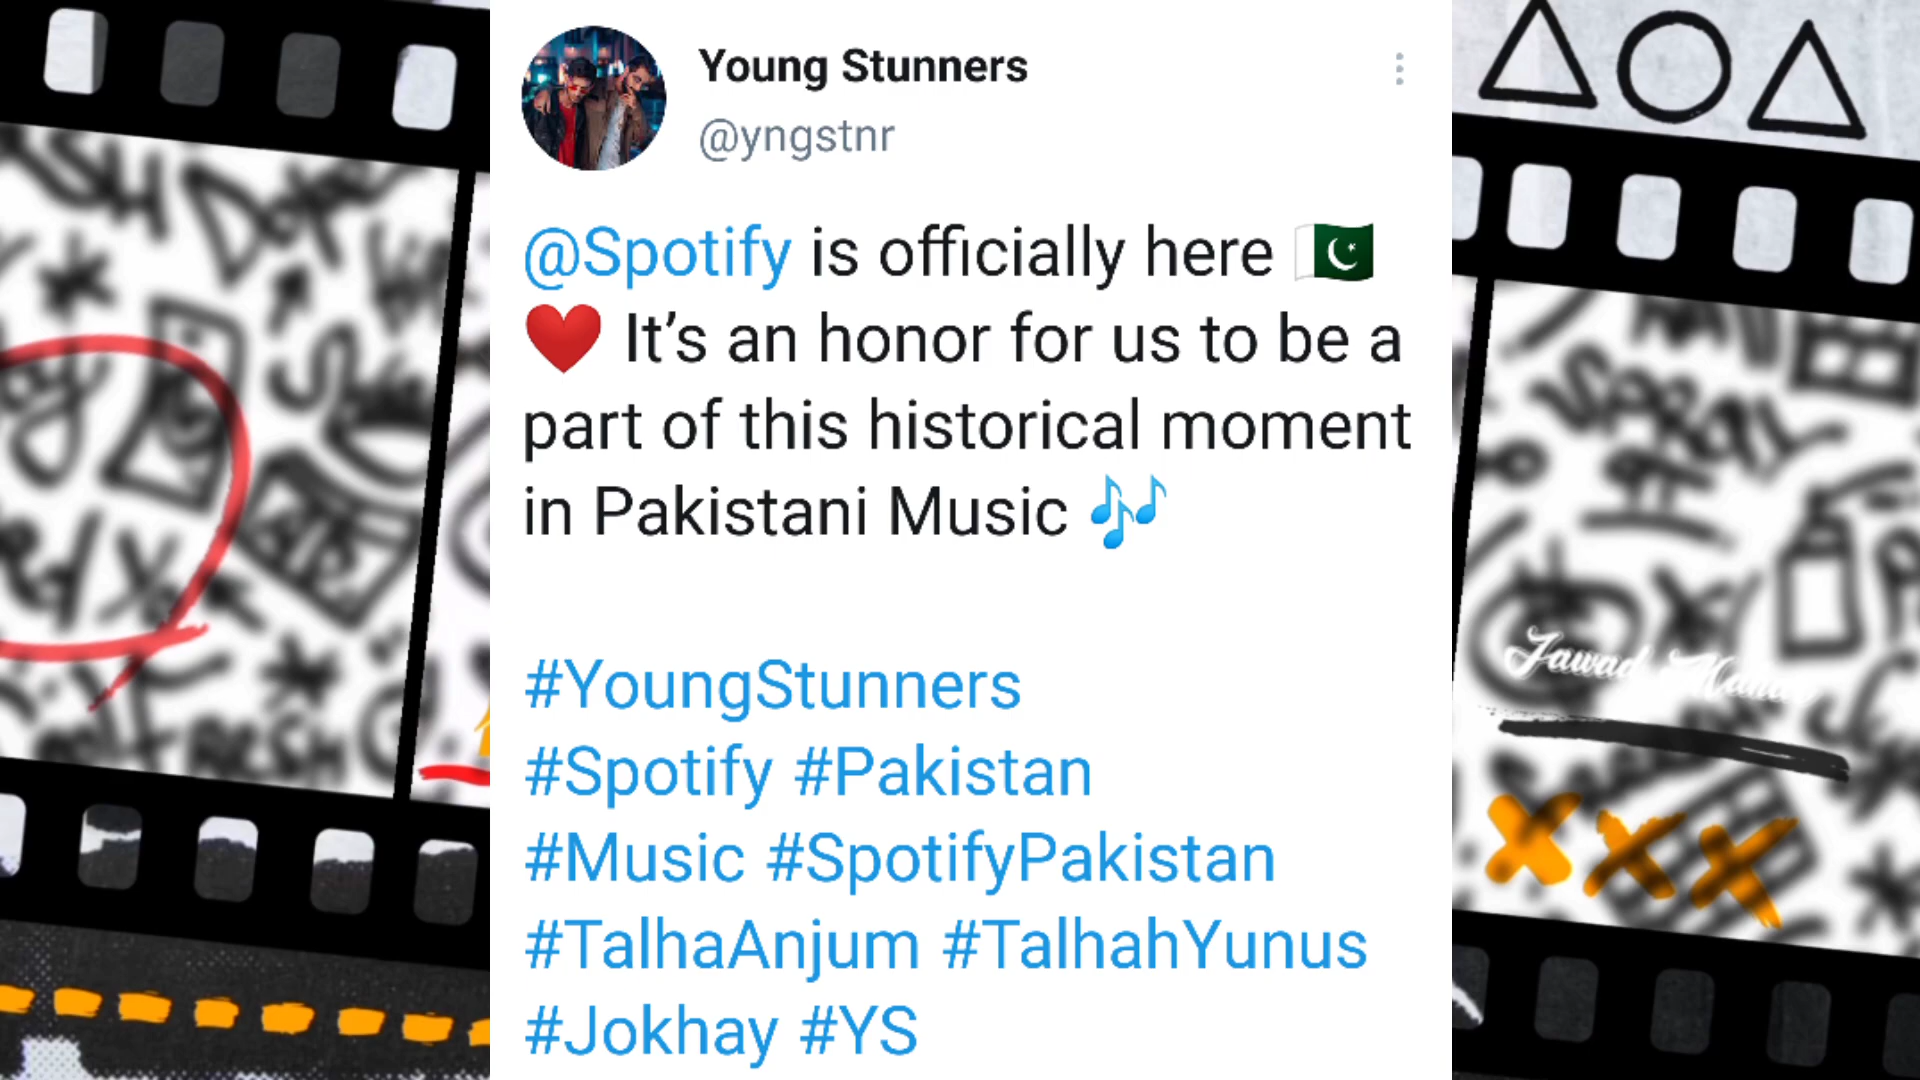 Young Stunners
@yngstnr
@Spotify is officially here 🇵🇰
❤️ It’s an honor for us to be a
part of this historical moment
in Pakistani Music 🎶
#YoungStunners
#Spotify #Pakistan
#Music #SpotifyPakistan
#TalhaAnjum #TalhahYunus
#Jokhay #YS
Jawad